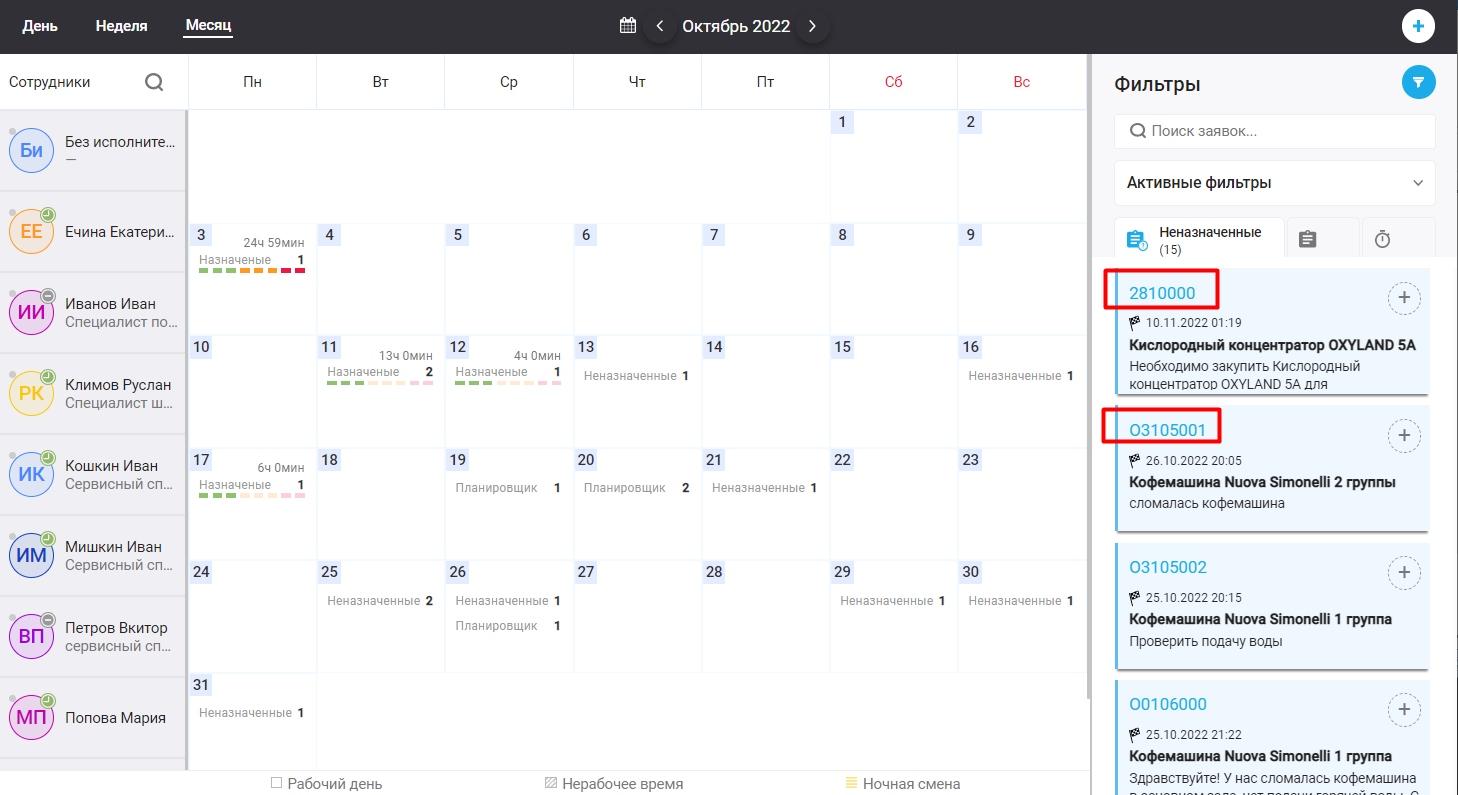 День Неделя Месяц Октябрь 2022
Сотрудники Пн Вт Ср Чт Пт Сб Вс
Би Без исполните...
—
ЕЕ Ечина Екатери...
ИИ Иванов Иван
Специалист по...
РК Климов Руслан
Специалист ш...
ИК Кошкин Иван
Сервисный сп...
ИМ Мишкин Иван
Сервисный сп...
ВП Петров Вкитор
сервисный сп...
МП Попова Мария
1 2
3 4 5 6 7 8 9
24ч 59мин
Назначеные 1
10 11 12 13 14 15 16
13ч 0мин 4ч 0мин
Назначеные 2 Назначеные 1 Неназначенные 1 Неназначенные 1
17 18 19 20 21 22 23
6ч 0мин
Назначеные 1 Планировщик 1 Планировщик 2 Неназначенные 1
24 25 26 27 28 29 30
Неназначенные 2 Неназначенные 1 Неназначенные 1 Неназначенные 1
Планировщик 1
31
Неназначенные 1
Рабочий день Нерабочее время Ночная смена
Фильтры
Поиск заявок...
Активные фильтры
Неназначенные
(15)
2810000
10.11.2022 01:19
Кислородный концентратор OXYLAND 5A
Необходимо закупить Кислородный
концентратор OXYLAND 5A для
О3105001
26.10.2022 20:05
Кофемашина Nuova Simonelli 2 группы
сломалась кофемашина
О3105002
25.10.2022 20:15
Кофемашина Nuova Simonelli 1 группа
Проверить подачу воды
О0106000
25.10.2022 21:22
Кофемашина Nuova Simonelli 1 группа
Здравствуйте! У нас сломалась кофемашина